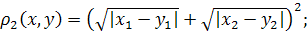 ρ₂(x, y) = (√|x₁ − y₁| + √|x₂ − y₂|)²;